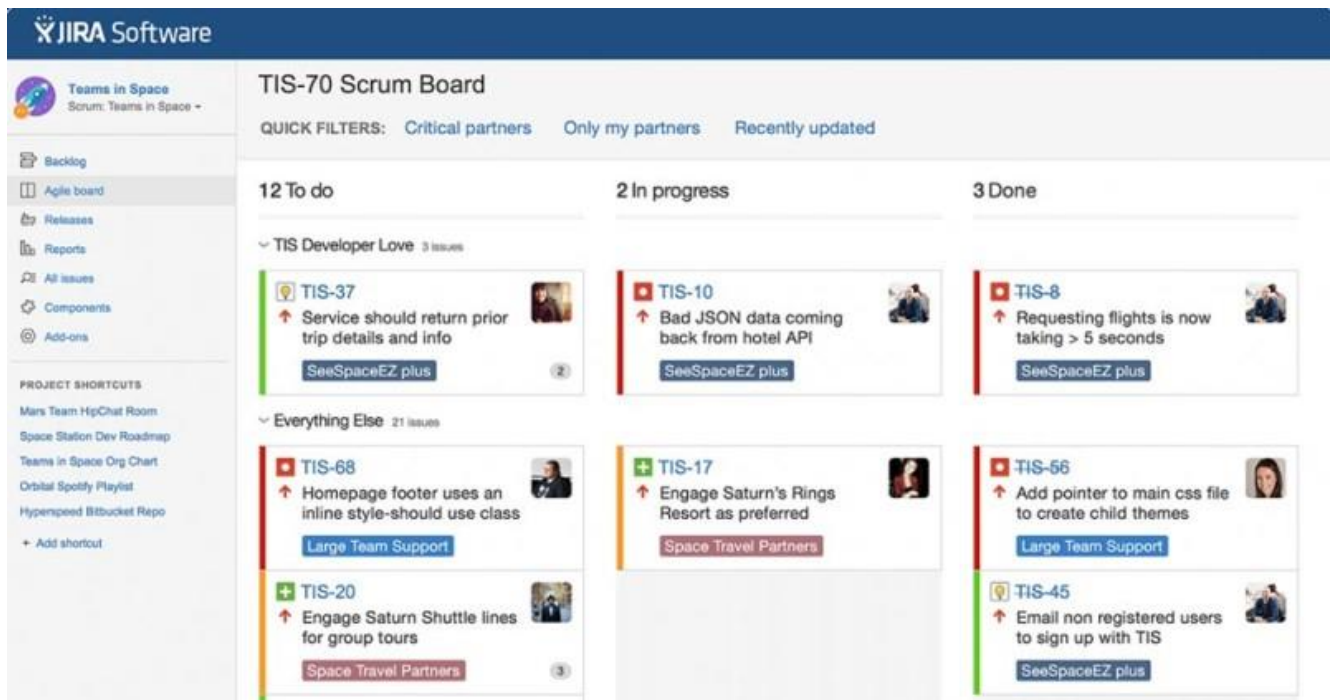 JIRA Software
Teams in Space
Scrum: Teams in Space
Backlog
Agile board
Releases
Reports
All issues
Components
Add-ons
PROJECT SHORTCUTS
Mars Team HipChat Room
Space Station Dev Roadmap
Teams in Space Org Chart
Orbital Spotify Playlist
Hyperspeed Bitbucket Repo
+ Add shortcut
TIS-70 Scrum Board
QUICK FILTERS: Critical partners Only my partners Recently updated
12 To do
2 In progress
3 Done
TIS Developer Love 3 issues
TIS-37
Service should return prior
trip details and info
SeeSpaceEZ plus
2
TIS-10
Bad JSON data coming
back from hotel API
SeeSpaceEZ plus
TIS-8
Requesting flights is now
taking > 5 seconds
SeeSpaceEZ plus
Everything Else 21 issues
TIS-68
Homepage footer uses an
inline style-should use class
Large Team Support
TIS-20
Engage Saturn Shuttle lines
for group tours
Space Travel Partners
3
TIS-17
Engage Saturn's Rings
Resort as preferred
Space Travel Partners
TIS-56
Add pointer to main css file
to create child themes
Large Team Support
TIS-45
Email non registered users
to sign up with TIS
SeeSpaceEZ plus